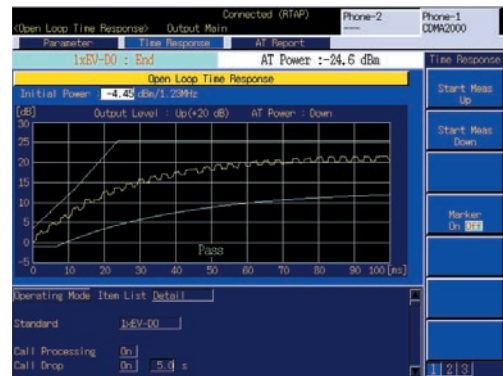 Connected (RTAP)
<Open Loop Time Response> Output Main
Phone-2
-----
Phone-1
CDMA2000
Parameter
Time Response
AT Report
1xEV-DO : End
AT Power :-24.6 dBm
Time Response
Open Loop Time Response
Initial Power : -4.45 dBm/1.23MHz
Start Meas
Up
[dB] Output Level : Up(+20 dB) AT Power : Down
30
25
20
15
10
5
0
-5
Pass
0 10 20 30 40 50 60 70 80 90 100[ms]
Start Meas
Down
Marker
On Off
Operating Mode Item List Detail
Standard 1xEV-DO
Call Processing On
Call Drop On 5.0 s
1 2 3